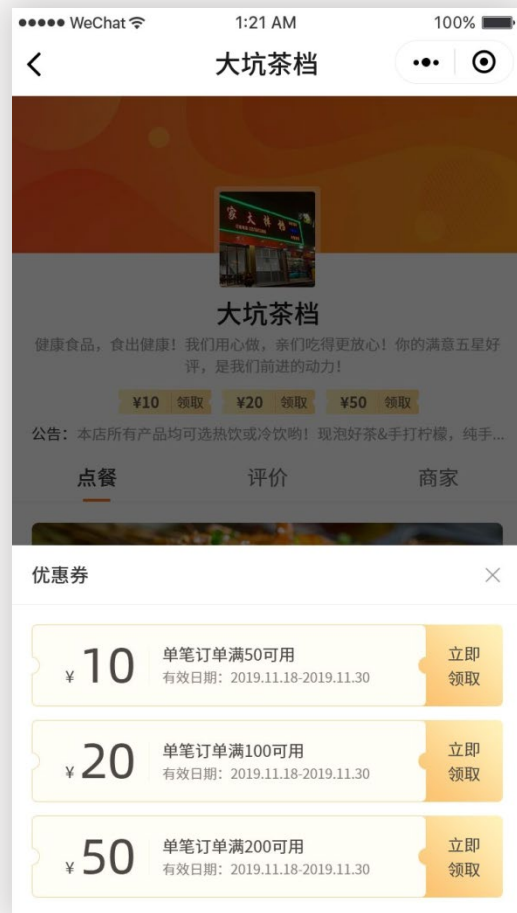 WeChat 1:21 AM 100%
大坑茶档
大坑茶档
健康食品，食出健康！我们用心做，亲们吃得更放心！你的满意五星好
评，是我们前进的动力！
¥10 领取 ¥20 领取 ¥50 领取
公告：本店所有产品均可选热饮或冷饮哟！现泡好茶&手打柠檬，纯手...
点餐 评价 商家
优惠券
¥10 单笔订单满50可用 立即
有效日期：2019.11.18-2019.11.30 领取
¥20 单笔订单满100可用 立即
有效日期：2019.11.18-2019.11.30 领取
¥50 单笔订单满200可用 立即
有效日期：2019.11.18-2019.11.30 领取